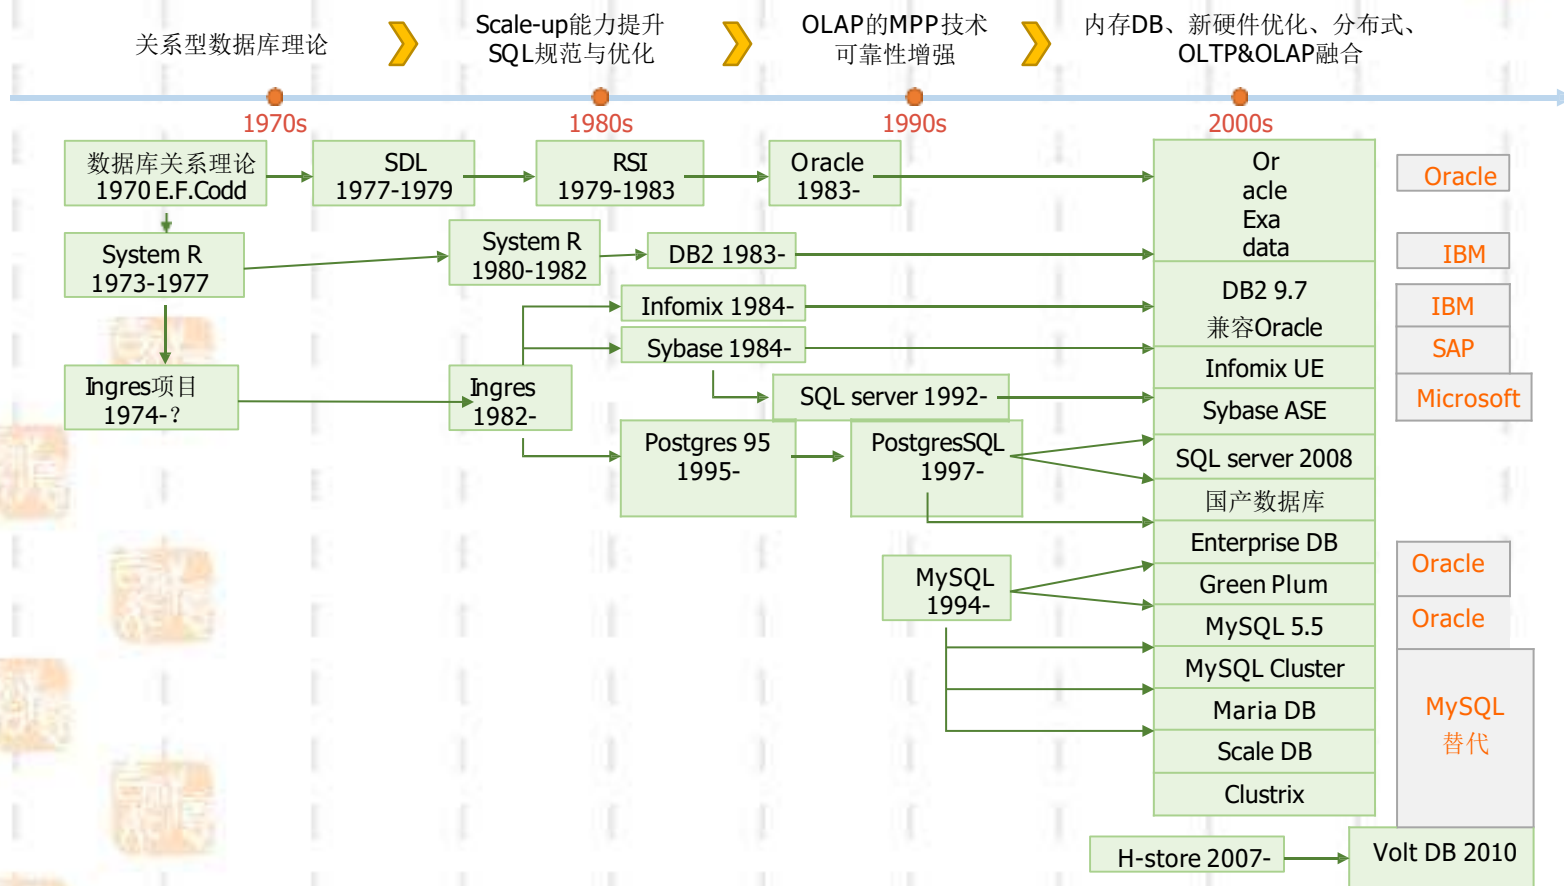 关系型数据库理论
Scale-up能力提升
SQL规范与优化
OLAP的MPP技术
可靠性增强
内存DB、新硬件优化、分布式、
OLTP&OLAP融合
1970s
1980s
1990s
2000s
数据库关系理论
1970 E.F.Codd
SDL
1977-1979
RSI
1979-1983
Oracle
1983-
Or
acle
Exa
data
Oracle
System R
1973-1977
System R
1980-1982
DB2 1983-
IBM
Infomix 1984-
DB2 9.7
兼容Oracle
IBM
Sybase 1984-
Infomix UE
SAP
Ingres项目
1974-?
Ingres
1982-
SQL server 1992-
Sybase ASE
Microsoft
Postgres 95
1995-
PostgresSQL
1997-
SQL server 2008
国产数据库
Enterprise DB
MySQL
1994-
Green Plum
Oracle
MySQL 5.5
Oracle
MySQL Cluster
Maria DB
MySQL
替代
Scale DB
Clustrix
H-store 2007-
Volt DB 2010